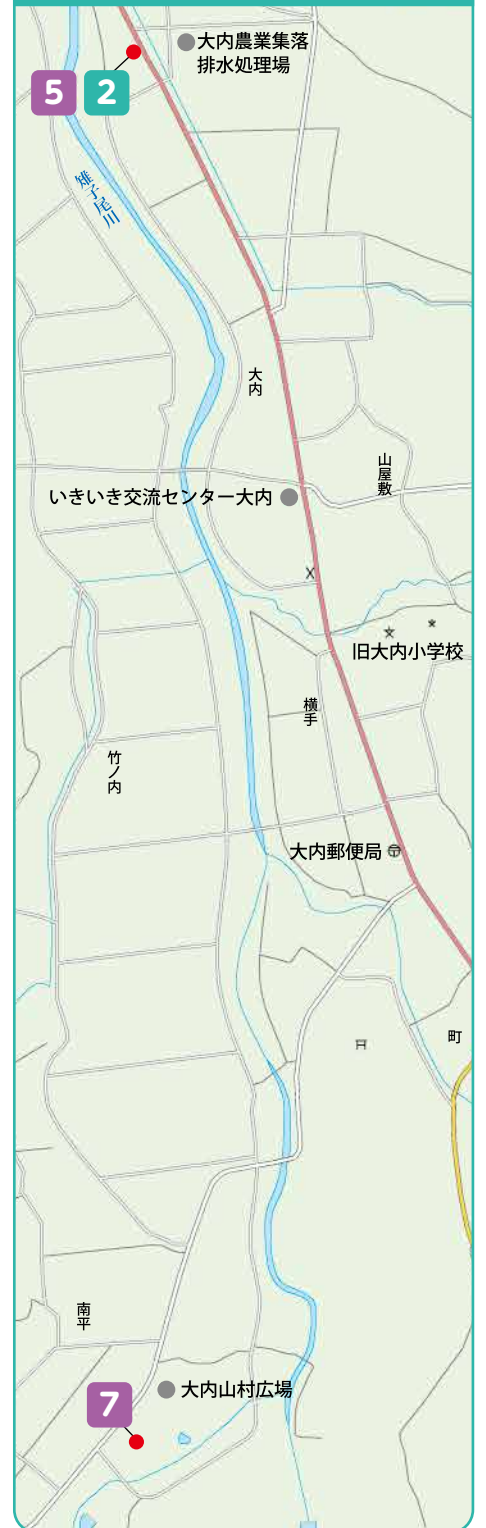 大内農業集落
排水処理場
5 2
雉子尾川
大内
山屋敷
いきいき交流センター大内
旧大内小学校
横手
竹ノ内
大内郵便局
町
南平
大内山村広場
7